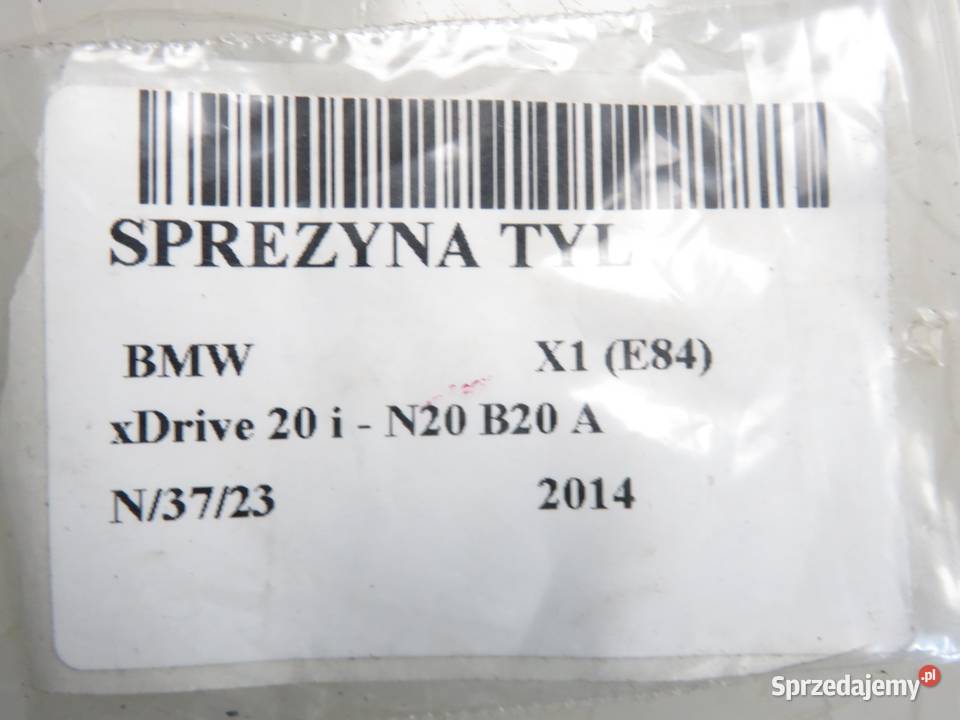 SPREZYNA TYL
BMW X1 (E84)
xDrive 20 i - N20 B20 A
N/37/23 2014
Sprzedajemy.pl